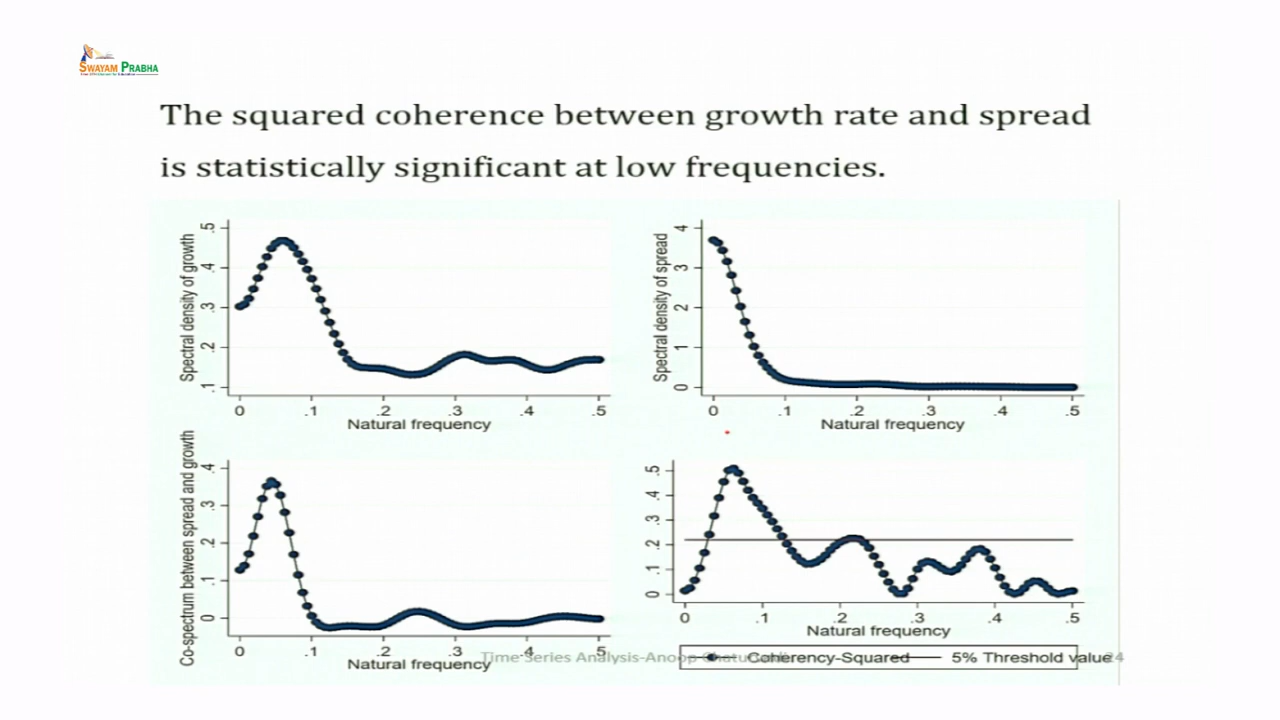 SWAYAM PRABHA
The squared coherence between growth rate and spread
is statistically significant at low frequencies.
Spectral density of growth
.5
.4
.3
.2
.1
0 .1 .2 .3 .4 .5
Natural frequency
Spectral density of spread
4
3
2
1
0
0 .1 .2 .3 .4 .5
Natural frequency
Co-spectrum between spread and growth
.4
.3
.2
.1
0
0 .1 .2 .3 .4 .5
Natural frequency
.5
.4
.3
.2
.1
0
0 .1 .2 .3 .4 .5
Natural frequency
Coherency-Squared 5% Threshold value
Time Series Analysis-Anoop 24